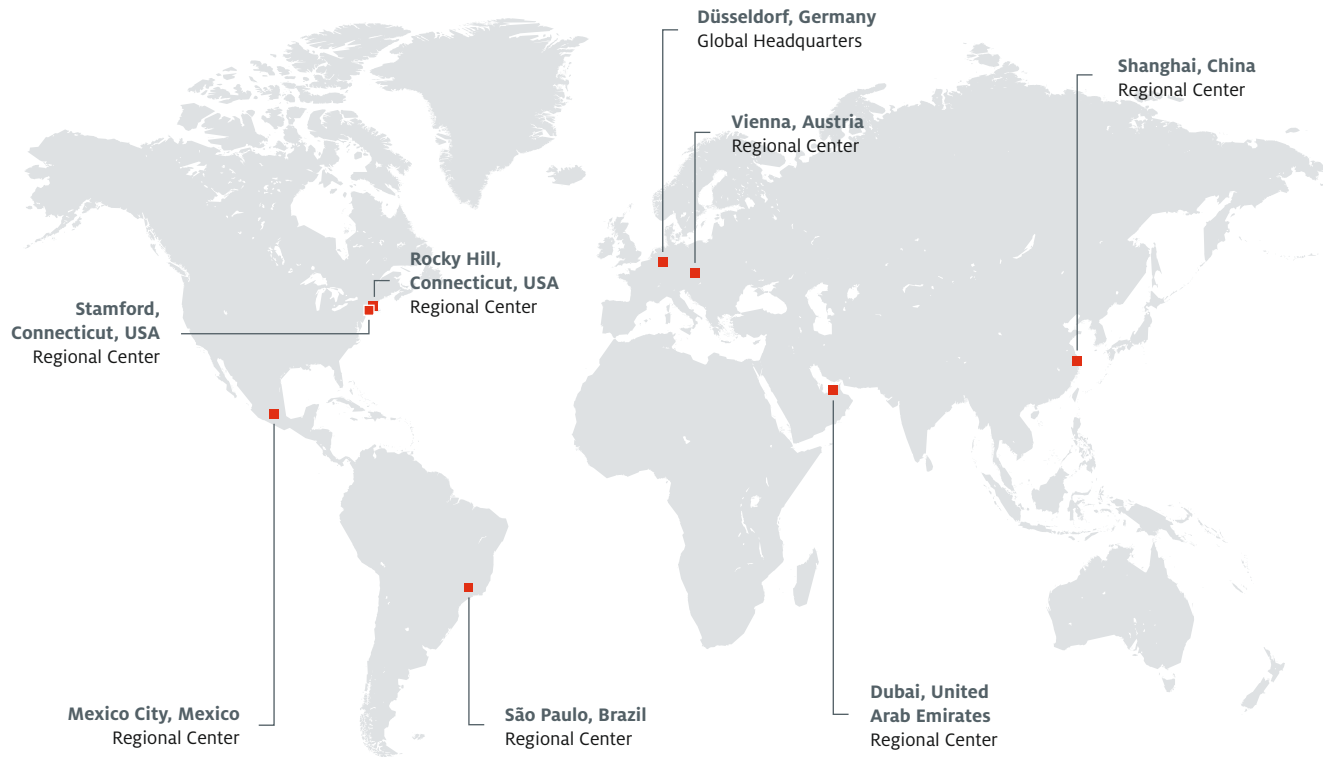 Düsseldorf, Germany
Global Headquarters
Shanghai, China
Regional Center
Vienna, Austria
Regional Center
Rocky Hill,
Connecticut, USA
Regional Center
Stamford,
Connecticut, USA
Regional Center
Dubai, United
Arab Emirates
Regional Center
Mexico City, Mexico
Regional Center
São Paulo, Brazil
Regional Center